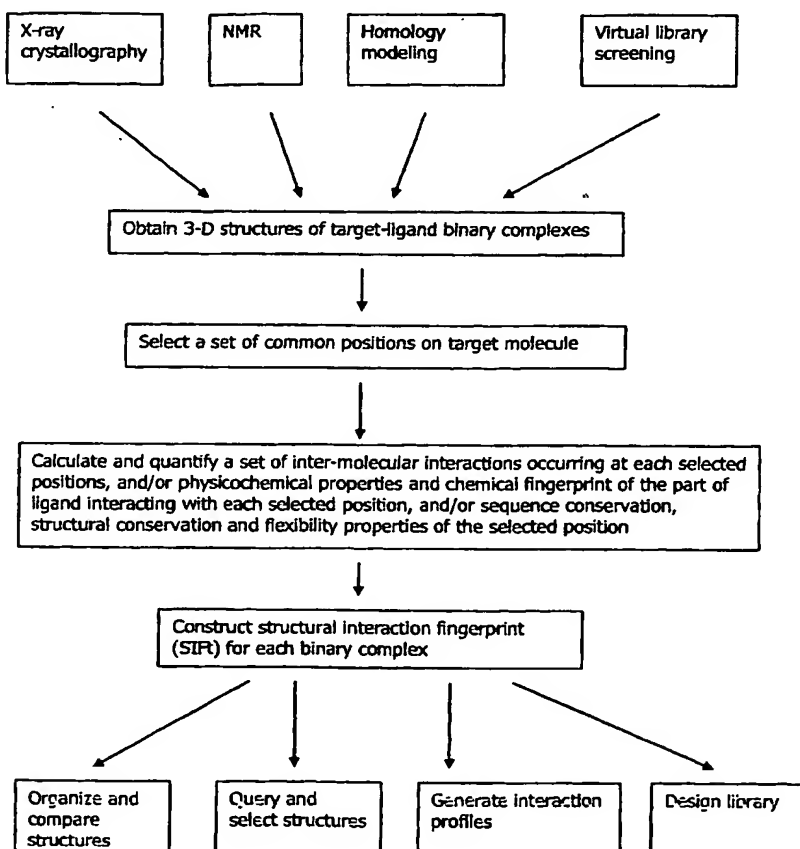 X-ray
crystallography
NMR
Homology
modeling
Virtual library
screening
Obtain 3-D structures of target-ligand binary complexes
Select a set of common positions on target molecule
Calculate and quantify a set of inter-molecular interactions occurring at each selected
positions, and/or physicochemical properties and chemical fingerprint of the part of
ligand interacting with each selected position, and/or sequence conservation,
structural conservation and flexibility properties of the selected position
Construct structural interaction fingerprint
(SIFt) for each binary complex
Organize and
compare
structures
Query and
select structures
Generate interaction
profiles
Design library